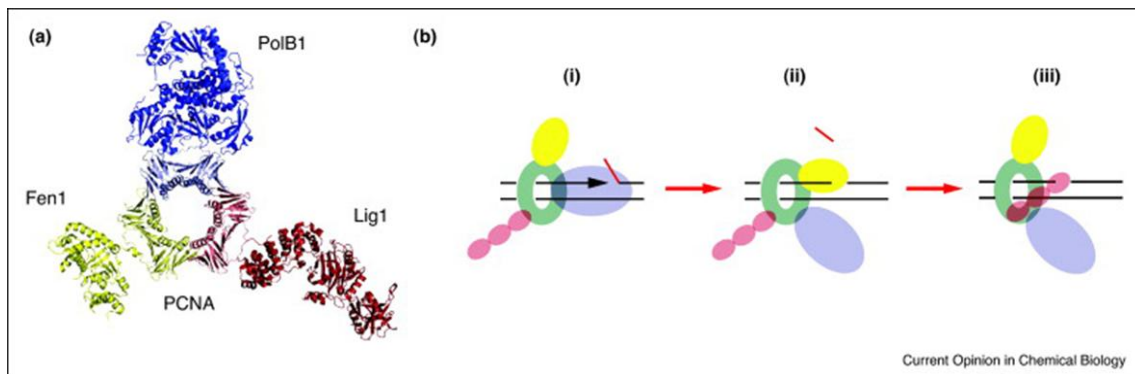 (a)
PolB1
Fen1
Lig1
PCNA
(b)
(i)
(ii)
(iii)
Current Opinion in Chemical Biology